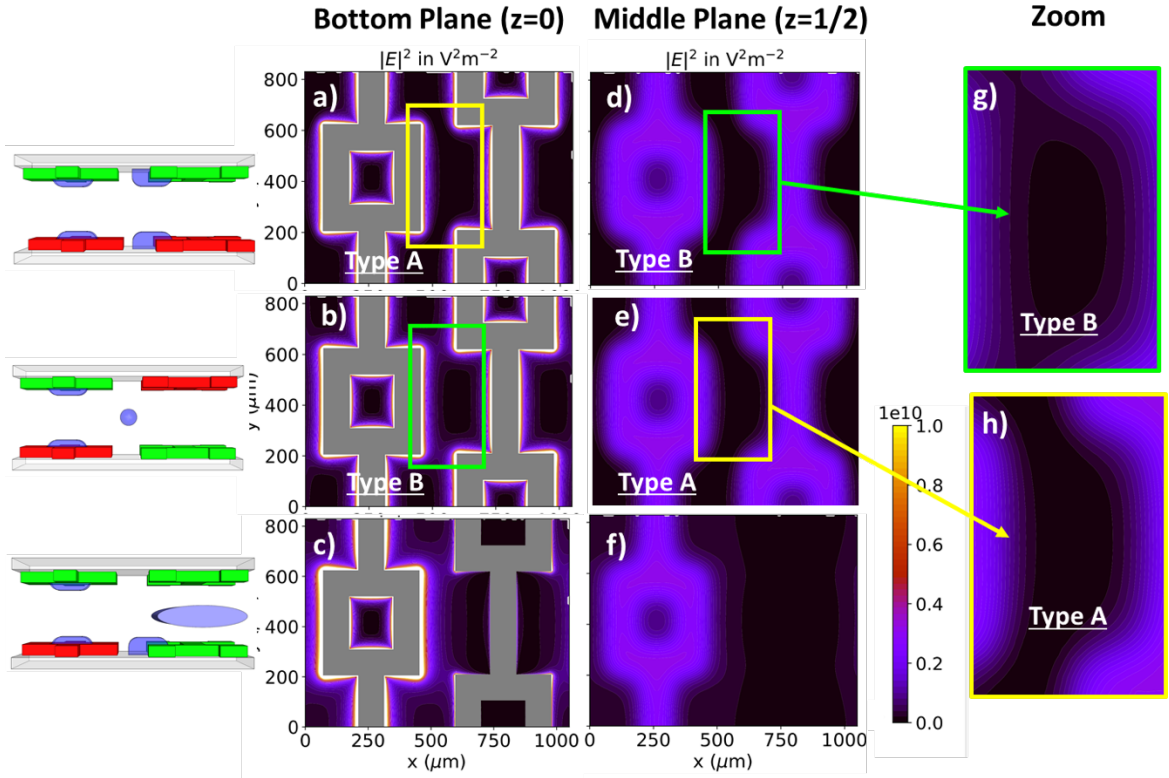 Bottom Plane (z=0)
Middle Plane (z=1/2)
Zoom
|E|² in V²m⁻²
|E|² in V²m⁻²
a)
800
600
400
200
0
0
Type A
d)
Type B
g)
Type B
b)
800
600
400
200
0
y (μm)
Type B
e)
Type A
1e10
1.0
0.8
0.6
0.4
0.2
0.0
h)
Type A
c)
800
600
400
200
0
0
250
500
750
1000
x (μm)
f)
0
250
500
750
1000
x (μm)